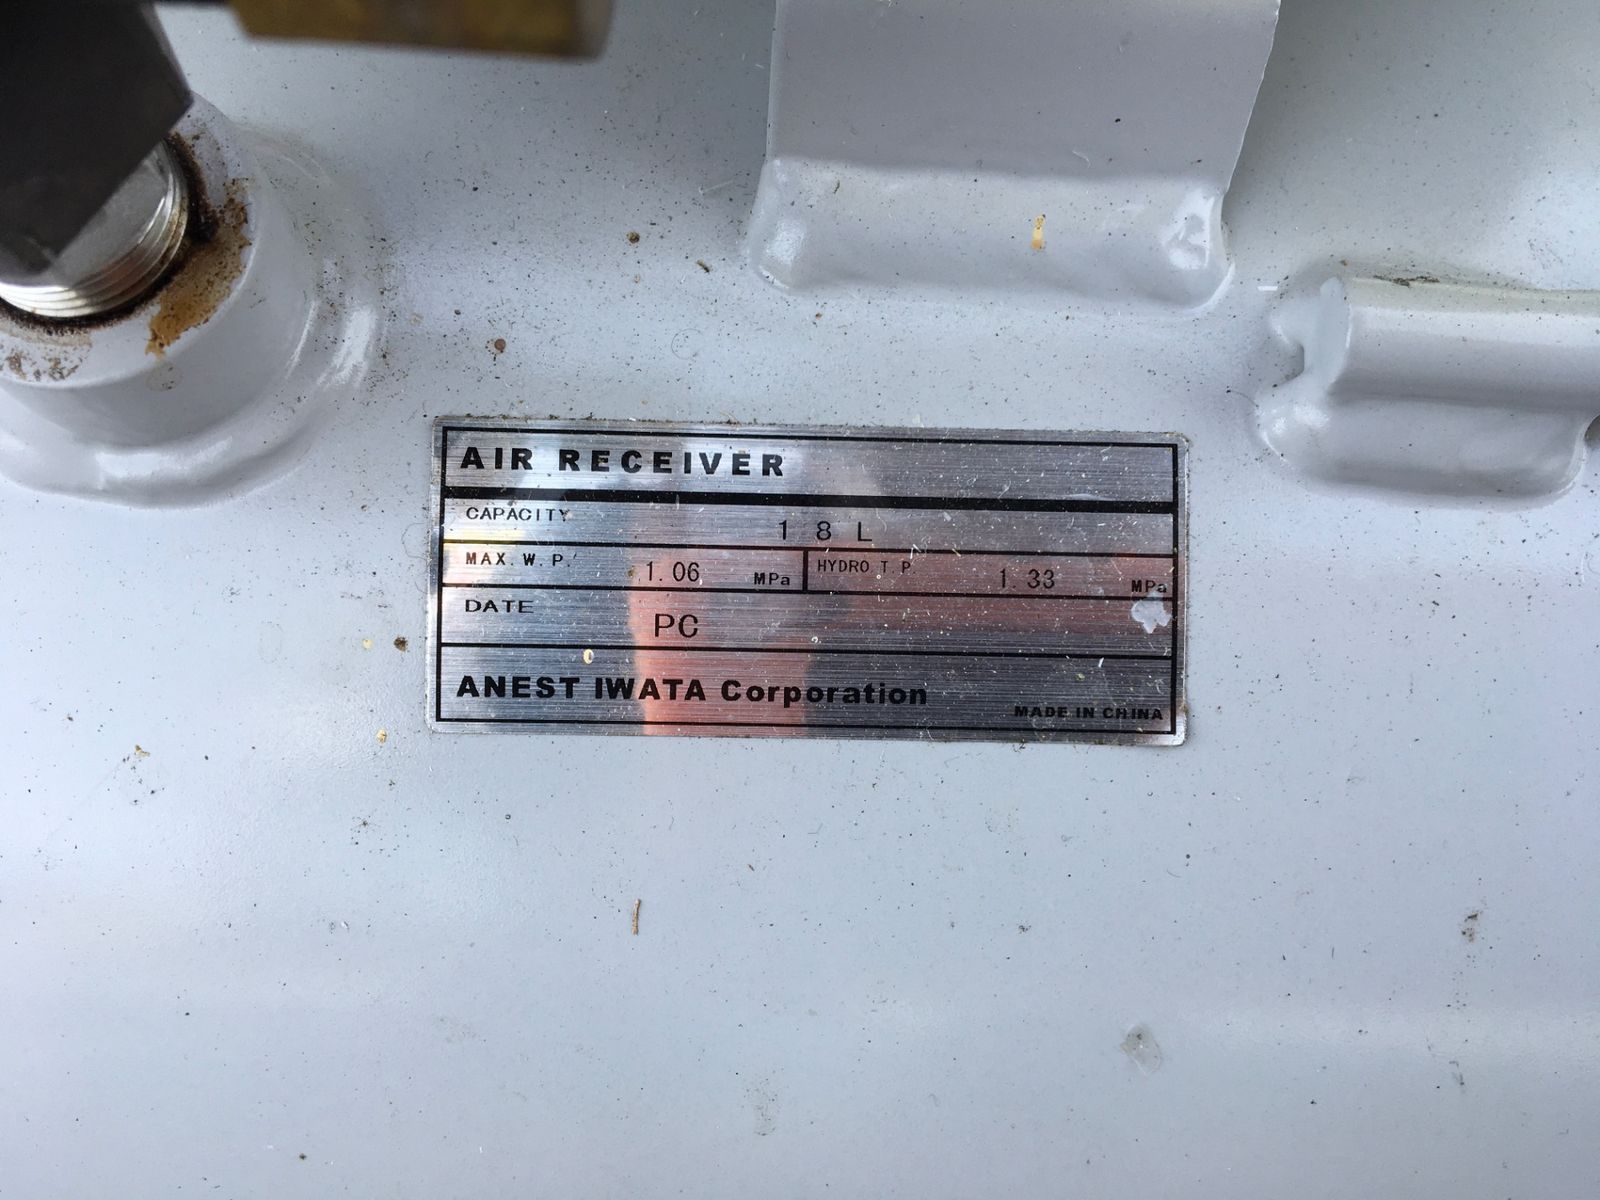 AIR RECEIVER
CAPACITY 18L
MAX. W. P. 1.06 MPa HYDRO T. P. 1.33 MPa
DATE PC
ANEST IWATA Corporation
MADE IN CHINA